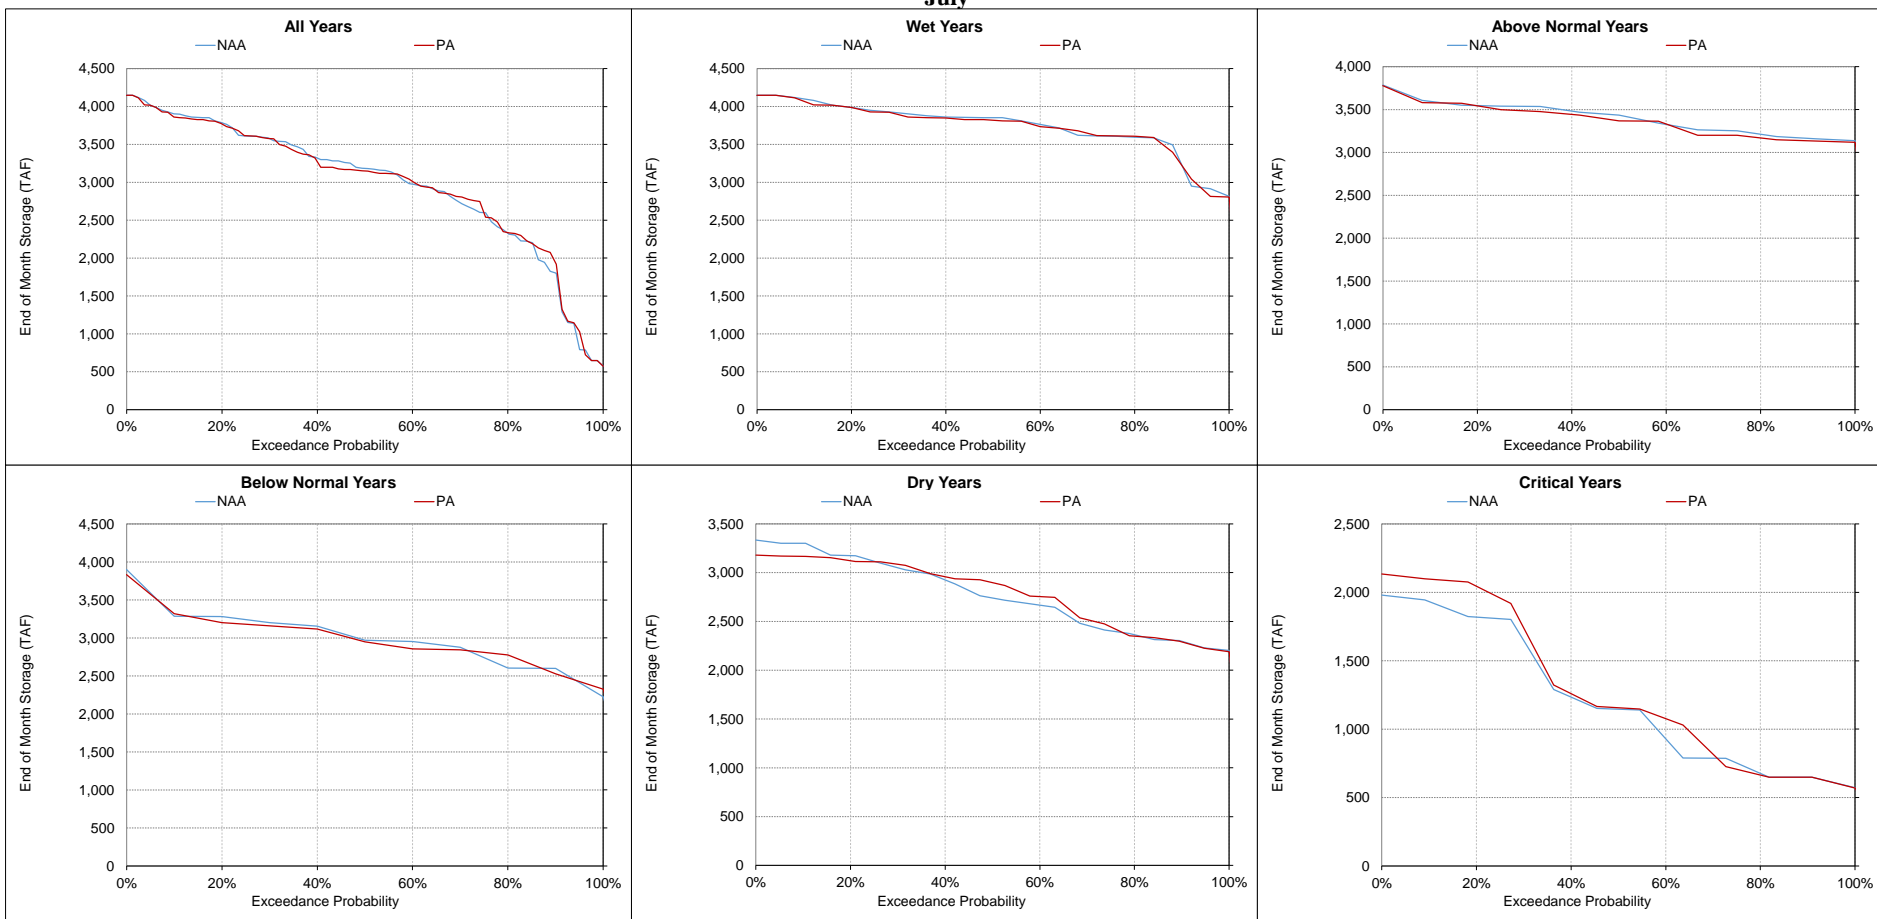 July
All Years
NAA PA
4,500
4,000
3,500
3,000
2,500
2,000
1,500
1,000
500
0
End of Month Storage (TAF)
0% 20% 40% 60% 80% 100%
Exceedance Probability
Wet Years
NAA PA
4,500
4,000
3,500
3,000
2,500
2,000
1,500
1,000
500
0
End of Month Storage (TAF)
0% 20% 40% 60% 80% 100%
Exceedance Probability
Above Normal Years
NAA PA
4,000
3,500
3,000
2,500
2,000
1,500
1,000
500
0
End of Month Storage (TAF)
0% 20% 40% 60% 80% 100%
Exceedance Probability
Below Normal Years
NAA PA
4,500
4,000
3,500
3,000
2,500
2,000
1,500
1,000
500
0
End of Month Storage (TAF)
0% 20% 40% 60% 80% 100%
Exceedance Probability
Dry Years
NAA PA
3,500
3,000
2,500
2,000
1,500
1,000
500
0
End of Month Storage (TAF)
0% 20% 40% 60% 80% 100%
Exceedance Probability
Critical Years
NAA PA
2,500
2,000
1,500
1,000
500
0
End of Month Storage (TAF)
0% 20% 40% 60% 80% 100%
Exceedance Probability